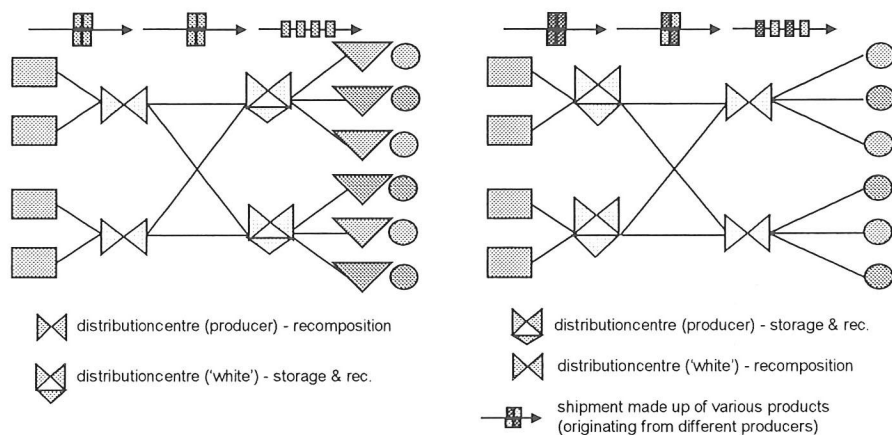 distributioncentre (producer) - recomposition
distributioncentre ('white') - storage & rec.
distributioncentre (producer) - storage & rec.
distributioncentre ('white') - recomposition
shipment made up of various products
(originating from different producers)